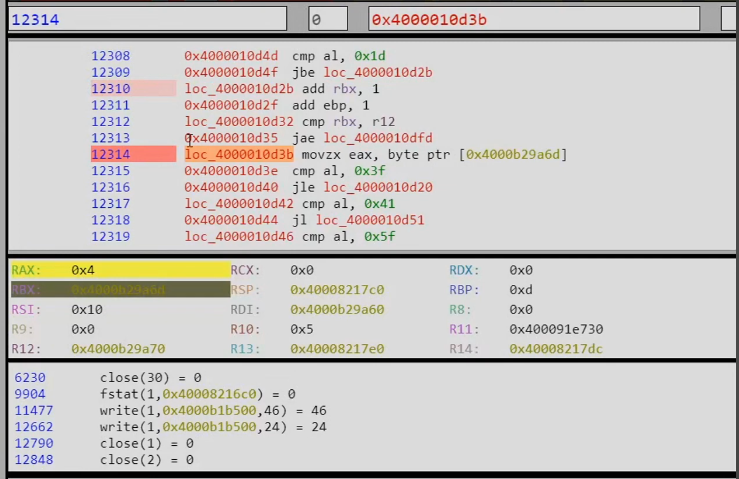 12314 0 0x4000010d3b
12308 0x4000010d4d cmp al, 0x1d
12309 0x4000010d4f jbe loc_4000010d2b
12310 loc_4000010d2b add rbx, 1
12311 0x4000010d2f add ebp, 1
12312 loc_4000010d32 cmp rbx, r12
12313 0x4000010d35 jae loc_4000010dfd
12314 loc_4000010d3b movzx eax, byte ptr [0x4000b29a6d]
12315 0x4000010d3e cmp al, 0x3f
12316 0x4000010d40 jle loc_4000010d20
12317 loc_4000010d42 cmp al, 0x41
12318 0x4000010d44 jl loc_4000010d51
12319 loc_4000010d46 cmp al, 0x5f
RAX: 0x4 RCX: 0x0 RDX: 0x0
RBX: 0x4000b29a6d RSP: 0x40008217c0 RBP: 0xd
RSI: 0x10 RDI: 0x4000b29a60 R8: 0x0
R9: 0x0 R10: 0x5 R11: 0x400091e730
R12: 0x4000b29a70 R13: 0x40008217e0 R14: 0x40008217dc
6230 close(30) = 0
9904 fstat(1,0x40008216c0) = 0
11477 write(1,0x4000b1b500,46) = 46
12662 write(1,0x4000b1b500,24) = 24
12790 close(1) = 0
12848 close(2) = 0